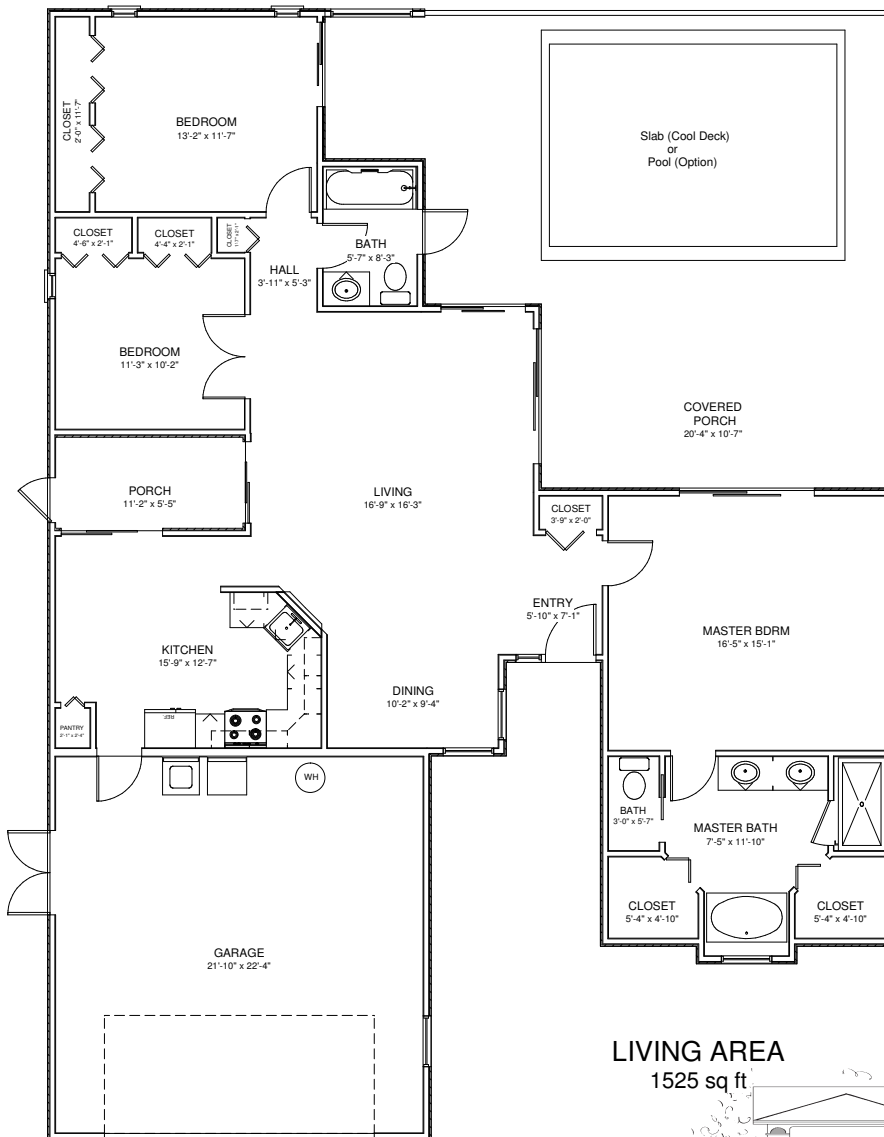 BEDROOM
13'-2" x 11'-7"
CLOSET
2'-0" x 11'-7"
Slab (Cool Deck)
or
Pool (Option)
CLOSET
4'-6" x 2'-1"
CLOSET
4'-4" x 2'-1"
CLOSET
BATH
5'-7" x 8'-3"
HALL
3'-11" x 5'-3"
BEDROOM
11'-3" x 10'-2"
COVERED
PORCH
20'-4" x 10'-7"
PORCH
11'-2" x 5'-5"
LIVING
16'-9" x 16'-3"
CLOSET
3'-9" x 2'-0"
ENTRY
5'-10" x 7'-1"
MASTER BDRM
16'-5" x 15'-1"
KITCHEN
15'-9" x 12'-7"
DINING
10'-2" x 9'-4"
REF.
PANTRY
2'-1" x 2'-4"
WH
BATH
3'-0" x 5'-7"
MASTER BATH
7'-5" x 11'-10"
CLOSET
5'-4" x 4'-10"
CLOSET
5'-4" x 4'-10"
GARAGE
21'-10" x 22'-4"
LIVING AREA
1525 sq ft